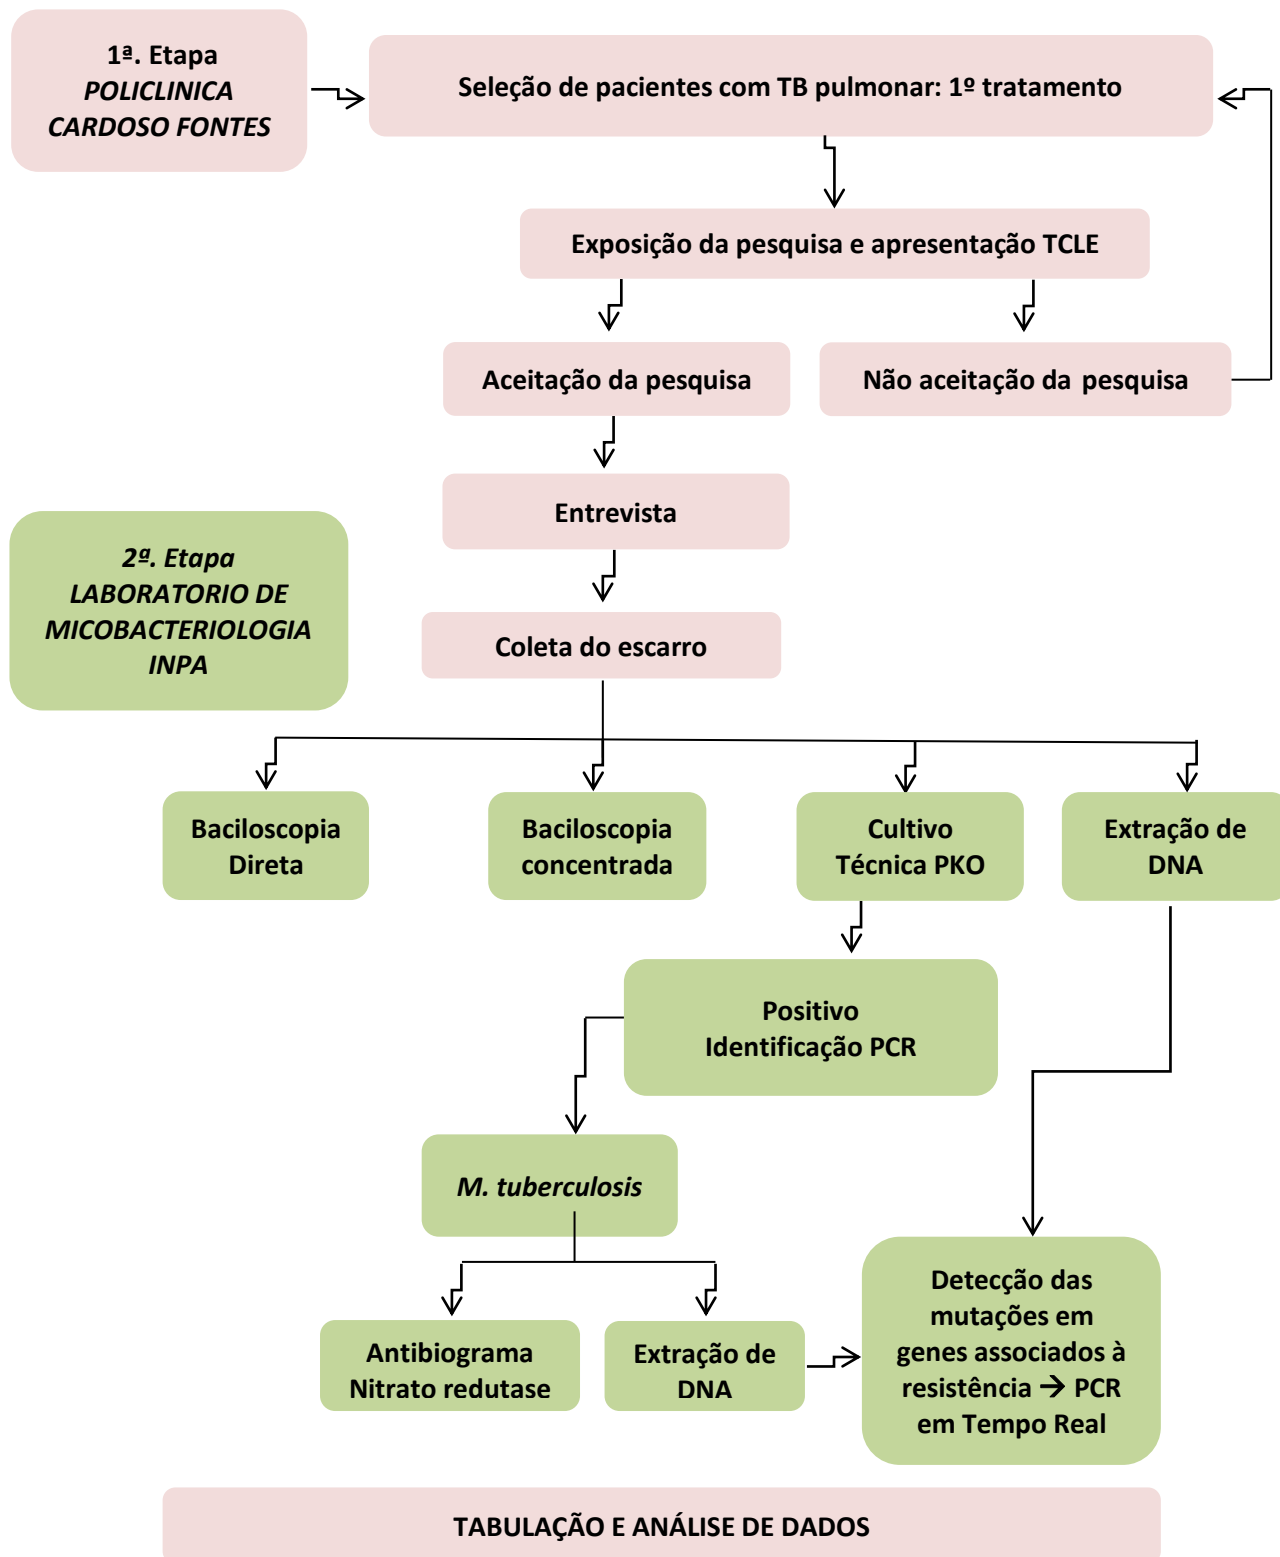 1ª. Etapa
POLICLINICA
CARDOSO FONTES
Seleção de pacientes com TB pulmonar: 1º tratamento
Exposição da pesquisa e apresentação TCLE
Aceitação da pesquisa
Não aceitação da pesquisa
Entrevista
2ª. Etapa
LABORATORIO DE
MICOBACTERIOLOGIA
INPA
Coleta do escarro
Baciloscopia
Direta
Baciloscopia
concentrada
Cultivo
Técnica PKO
Extração de
DNA
Positivo
Identificação PCR
M. tuberculosis
Antibiograma
Nitrato redutase
Extração de
DNA
Detecção das
mutações em
genes associados à
resistência → PCR
em Tempo Real
TABULAÇÃO E ANÁLISE DE DADOS